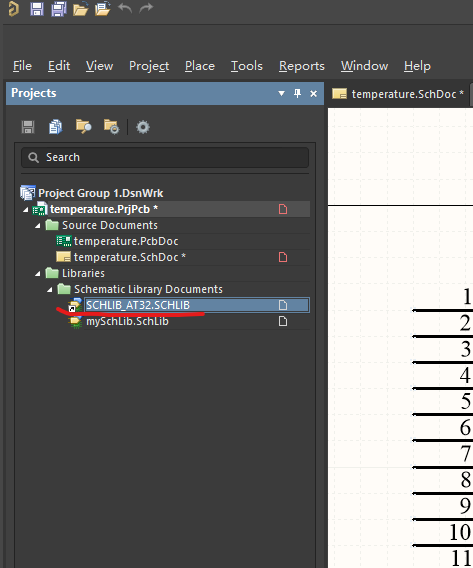 File Edit View Project Place Tools Reports Window Help
Projects
temperature.SchDoc *
Search
Project Group 1.DsnWrk
temperature.PrjPcb *
Source Documents
temperature.PcbDoc
temperature.SchDoc *
Libraries
Schematic Library Documents
SCHLIB_AT32.SCHLIB
mySchLib.SchLib
1
2
3
4
5
6
7
8
9
10
11